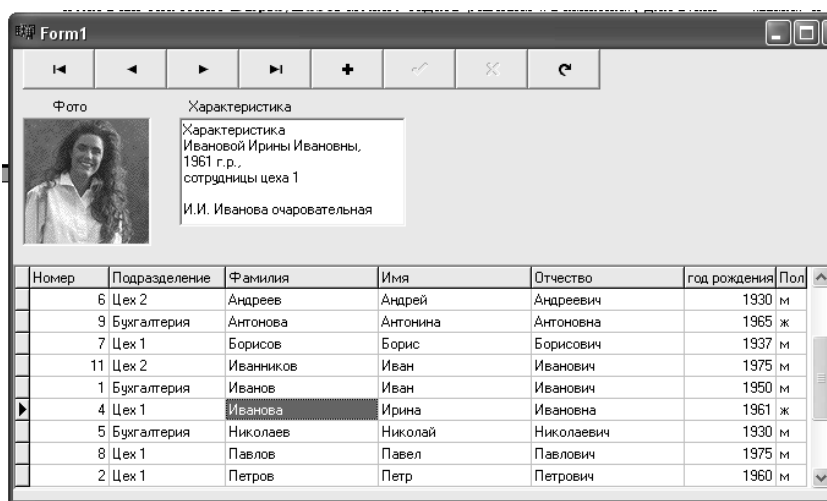 Form1
Фото
Характеристика
Характеристика
Ивановой Ирины Ивановны,
1961 г.р.,
сотрудницы цеха 1
И.И. Иванова очаровательная
Номер Подразделение Фамилия Имя Отчество год рождения Пол
6 Цех 2 Андреев Андрей Андреевич 1930 м
9 Бухгалтерия Антонова Антонина Антоновна 1965 ж
7 Цех 1 Борисов Борис Борисович 1937 м
11 Цех 2 Иванников Иван Иванович 1975 м
1 Бухгалтерия Иванов Иван Иванович 1950 м
4 Цех 1 Иванова Ирина Ивановна 1961 ж
5 Бухгалтерия Николаев Николай Николаевич 1930 м
8 Цех 1 Павлов Павел Павлович 1975 м
2 Цех 1 Петров Петр Петрович 1960 м